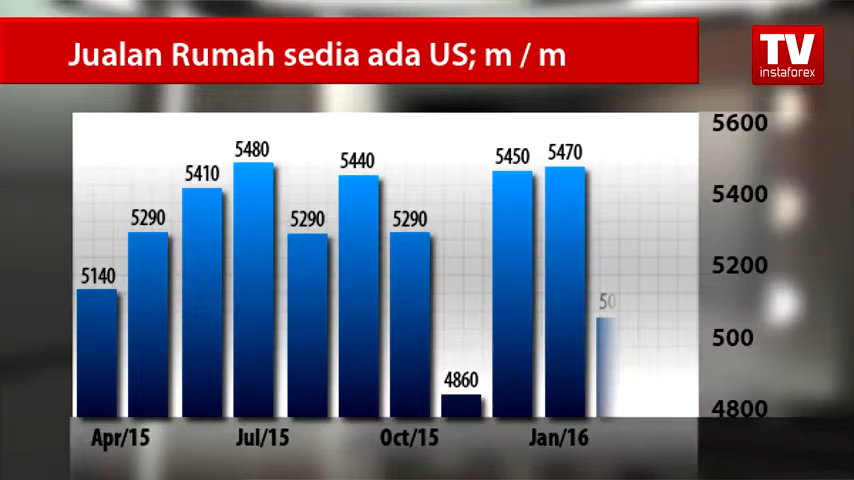 Jualan Rumah sedia ada US; m / m
TV
instaforex
5600
5480
5470
5450
5440
5410
5400
5290
5290
5290
5140
5200
50
500
4860
4800
Apr/15
Jul/15
Oct/15
Jan/16